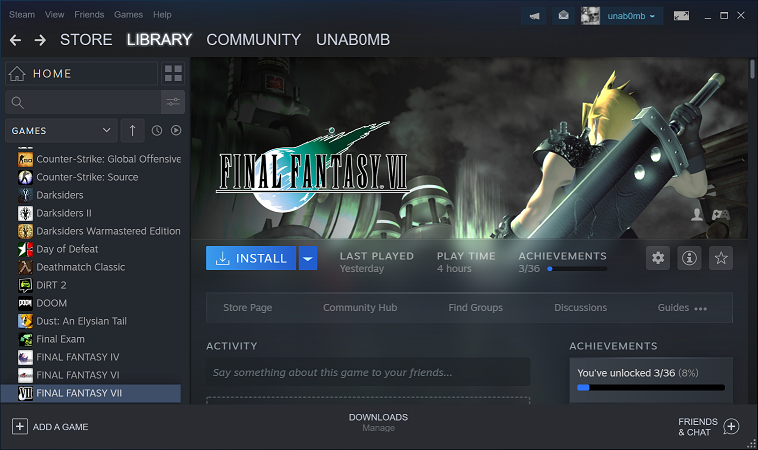 Steam View Friends Games Help
unab0mb
STORE LIBRARY COMMUNITY UNAB0MB
HOME
GAMES
Counter-Strike: Global Offensive
Counter-Strike: Source
Darksiders
Darksiders II
Darksiders Warmastered Edition
Day of Defeat
Deathmatch Classic
DIRT 2
DOOM
Dust: An Elysian Tail
Final Exam
FINAL FANTASY IV
FINAL FANTASY VI
FINAL FANTASY VII
FINAL FANTASY VII
INSTALL
LAST PLAYED
Yesterday
PLAY TIME
4 hours
ACHIEVEMENTS
3/36
Store Page Community Hub Find Groups Discussions Guides
ACTIVITY
Say something about this game to your friends...
ACHIEVEMENTS
You've unlocked 3/36 (8%)
ADD A GAME
DOWNLOADS
Manage
FRIENDS
& CHAT